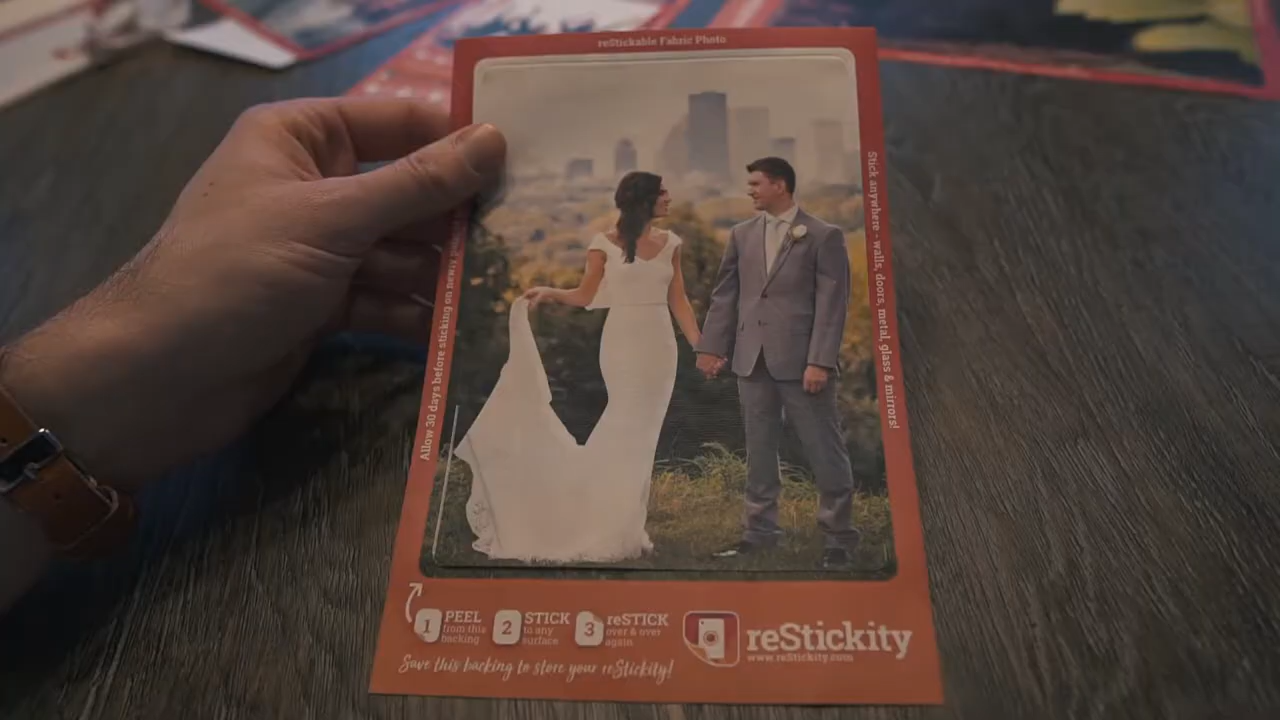 reStickable Fabric Photo
Stick anywhere - walls, doors, metal, glass & mirrors!
Allow 30 days before sticking on newly
1 PEEL from this backing
2 STICK to any surface
3 reSTICK over & over again
reStickity
www.reStickity.com
Save this backing to store your reStickity!